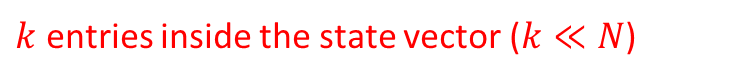 k entries inside the state vector (k ≪ N)